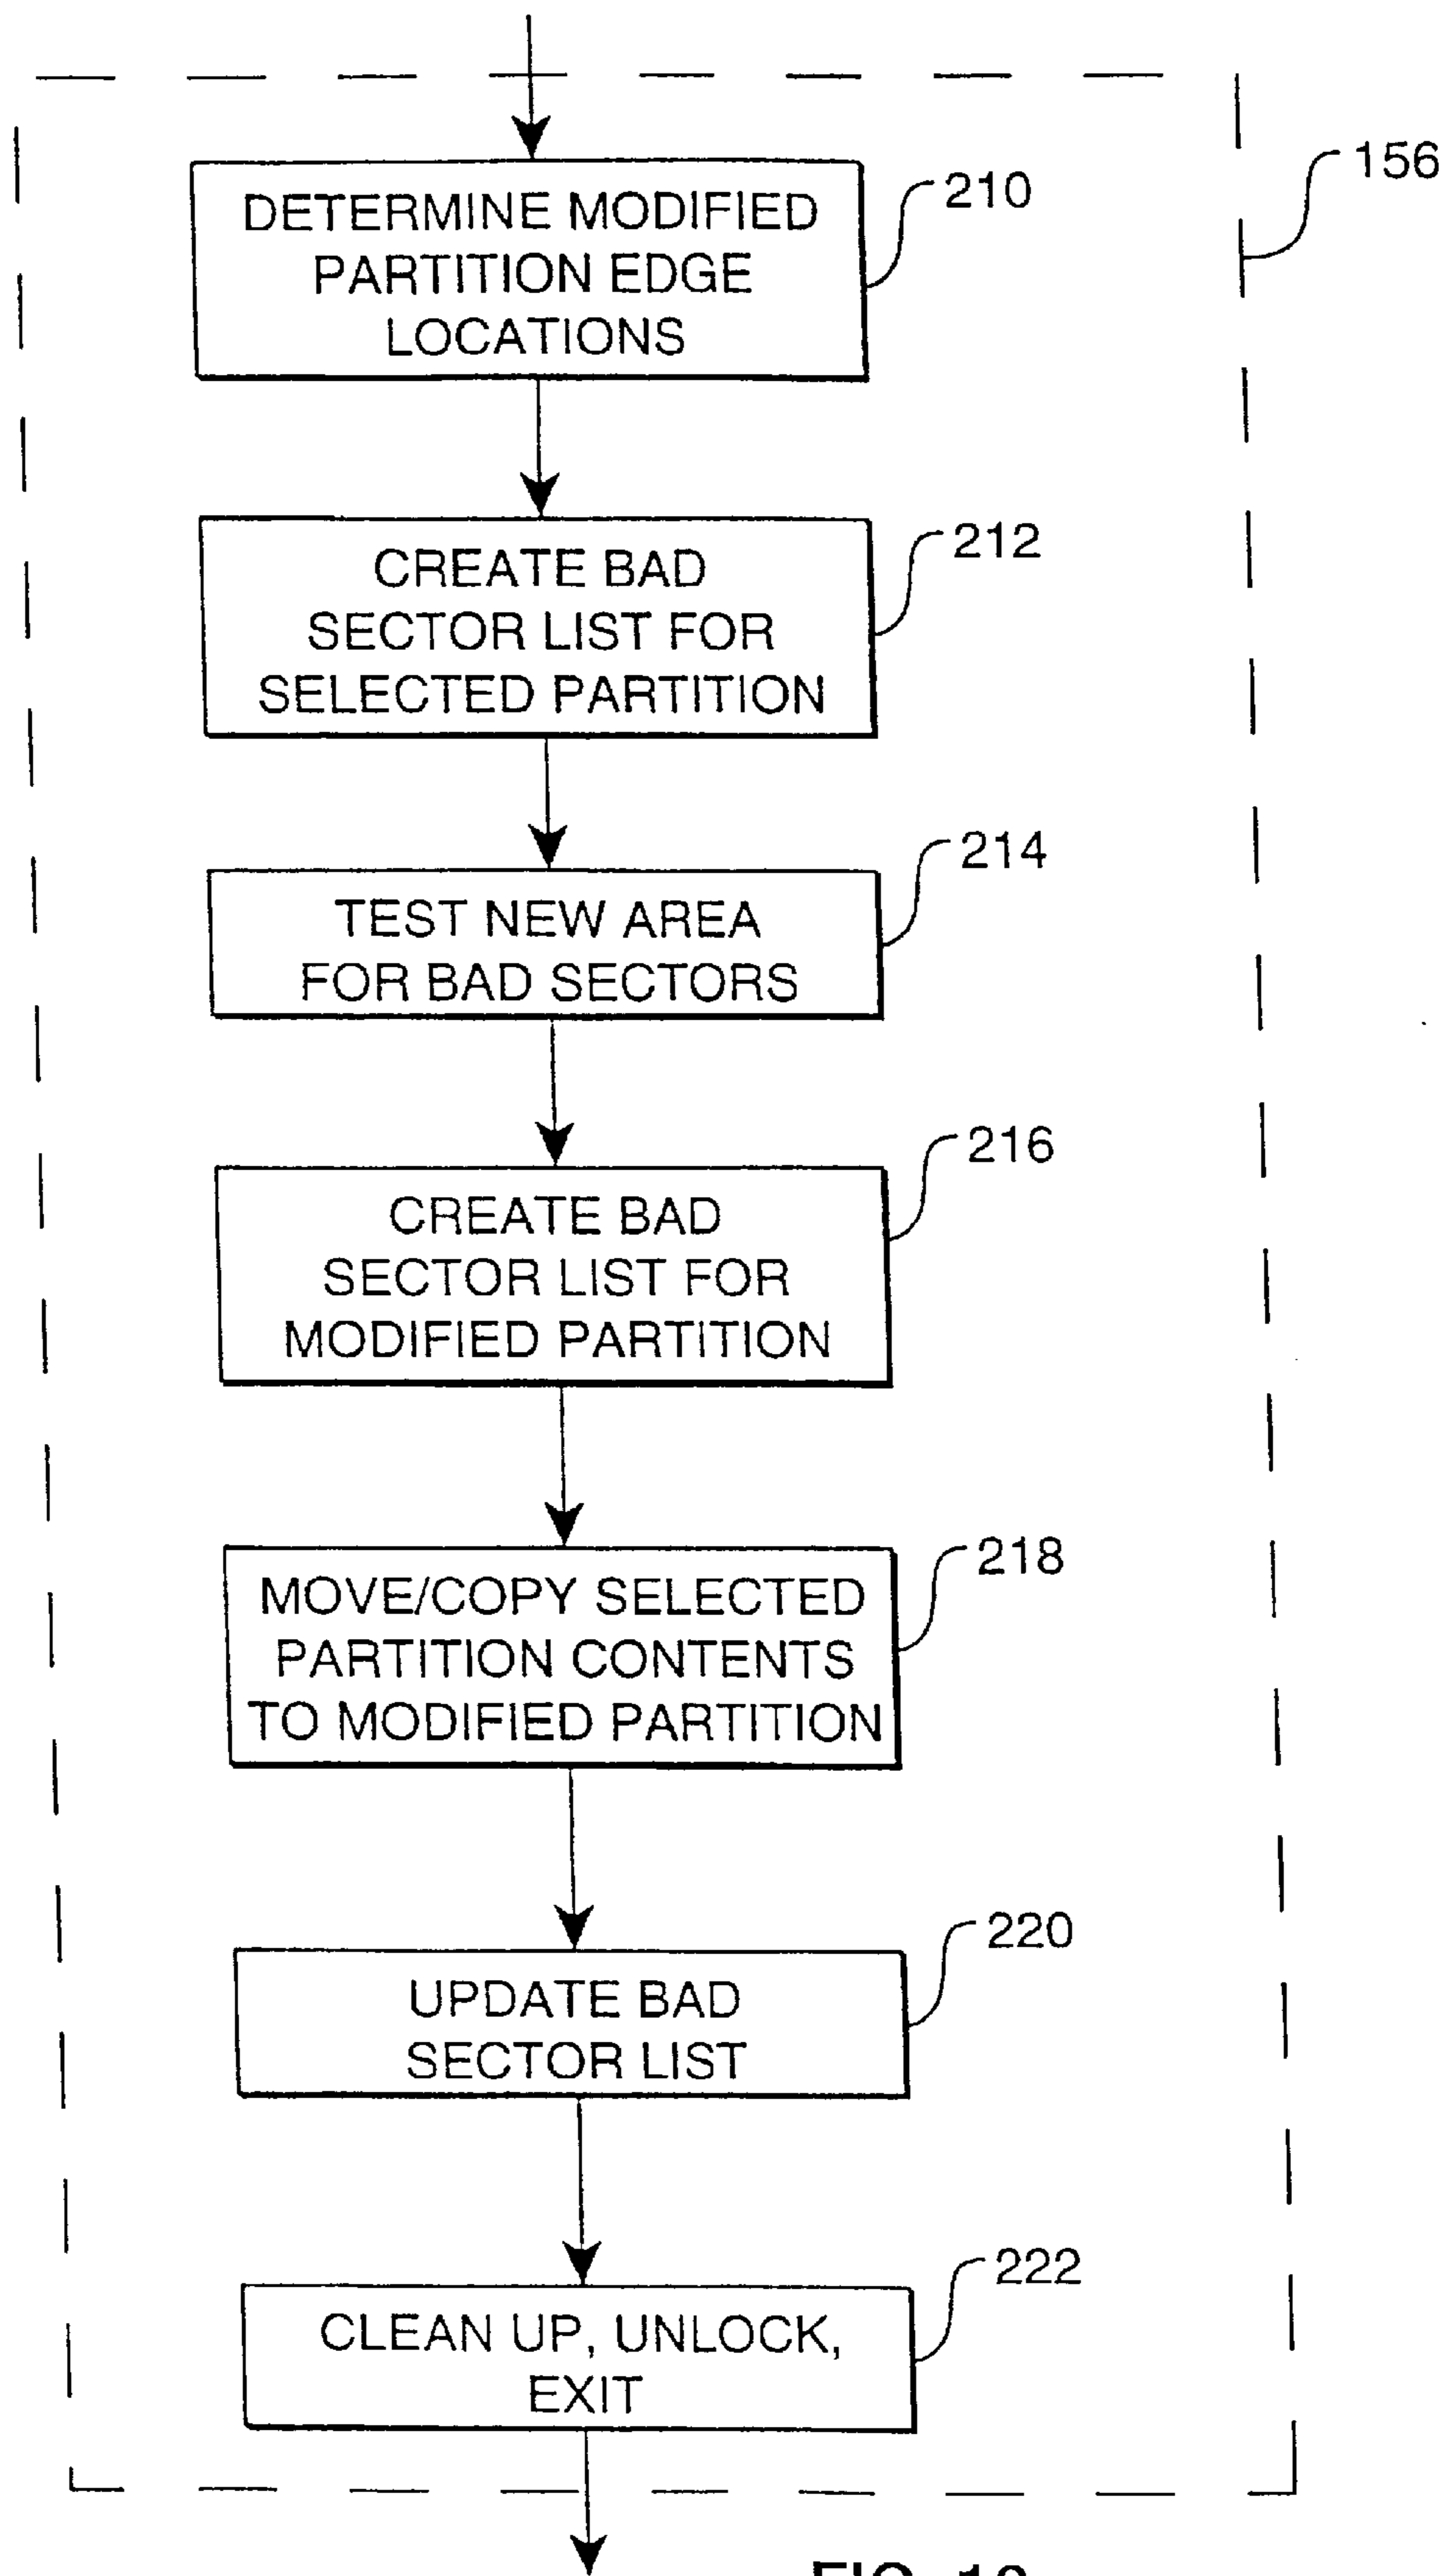 156
210
DETERMINE MODIFIED
PARTITION EDGE
LOCATIONS
212
CREATE BAD
SECTOR LIST FOR
SELECTED PARTITION
214
TEST NEW AREA
FOR BAD SECTORS
216
CREATE BAD
SECTOR LIST FOR
MODIFIED PARTITION
218
MOVE/COPY SELECTED
PARTITION CONTENTS
TO MODIFIED PARTITION
220
UPDATE BAD
SECTOR LIST
222
CLEAN UP, UNLOCK,
EXIT